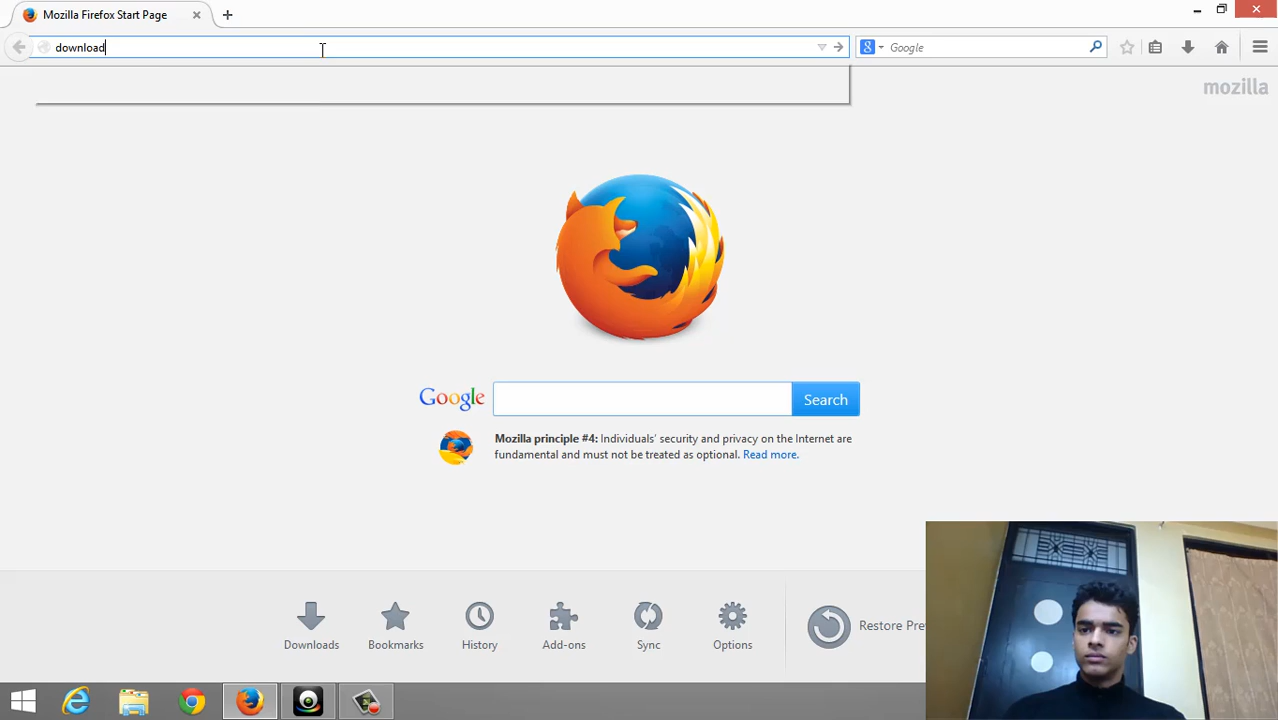 Mozilla Firefox Start Page
download
Google
mozilla
Google
Search
Mozilla principle #4: Individuals' security and privacy on the Internet are
fundamental and must not be treated as optional. Read more.
Downloads
Bookmarks
History
Add-ons
Sync
Options
Restore Pre